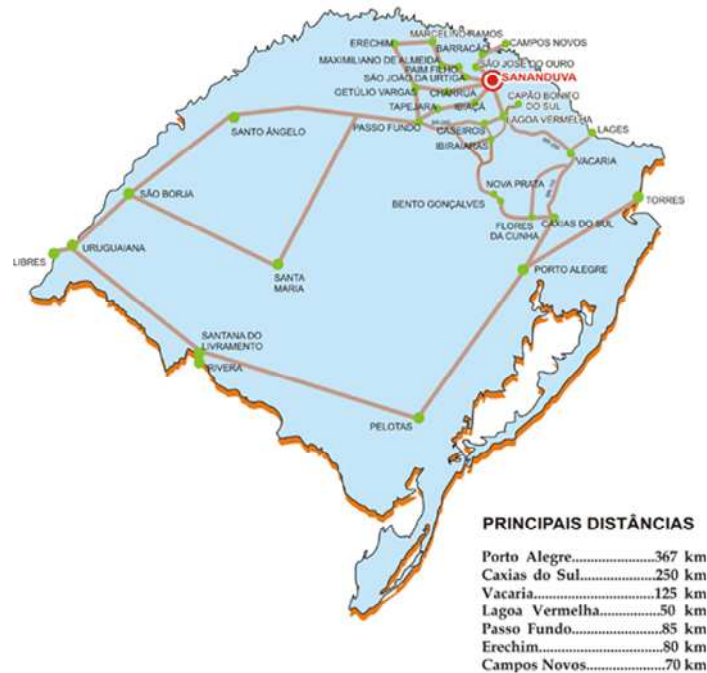 MARCELINO RAMOS
ERECHIM
CAMPOS NOVOS
BARRACÃO
MAXIMILIANO DE ALMEIDA
SÃO JOSÉ DO OURO
PAIM FILHO
SANANDUVA
SÃO JOÃO DA URTIGA
GETÚLIO VARGAS
CHARRUA
CAPÃO BONITO
DO SUL
TAPEJARA
IBIAÇÁ
LAGOA VERMELHA
SANTO ÂNGELO
PASSO FUNDO
CASEIROS
LAGES
IBIRAIARAS
VACARIA
NOVA PRATA
SÃO BORJA
BENTO GONÇALVES
TORRES
FLORES
DA CUNHA
CAXIAS DO SUL
URUGUAIANA
LIBRES
SANTA
MARIA
PORTO ALEGRE
SANTANA DO
LIVRAMENTO
RIVERA
PELOTAS
PRINCIPAIS DISTÂNCIAS
Porto Alegre......................367 km
Caxias do Sul....................250 km
Vacaria..............................125 km
Lagoa Vermelha................50 km
Passo Fundo......................85 km
Erechim.............................80 km
Campos Novos..................70 km